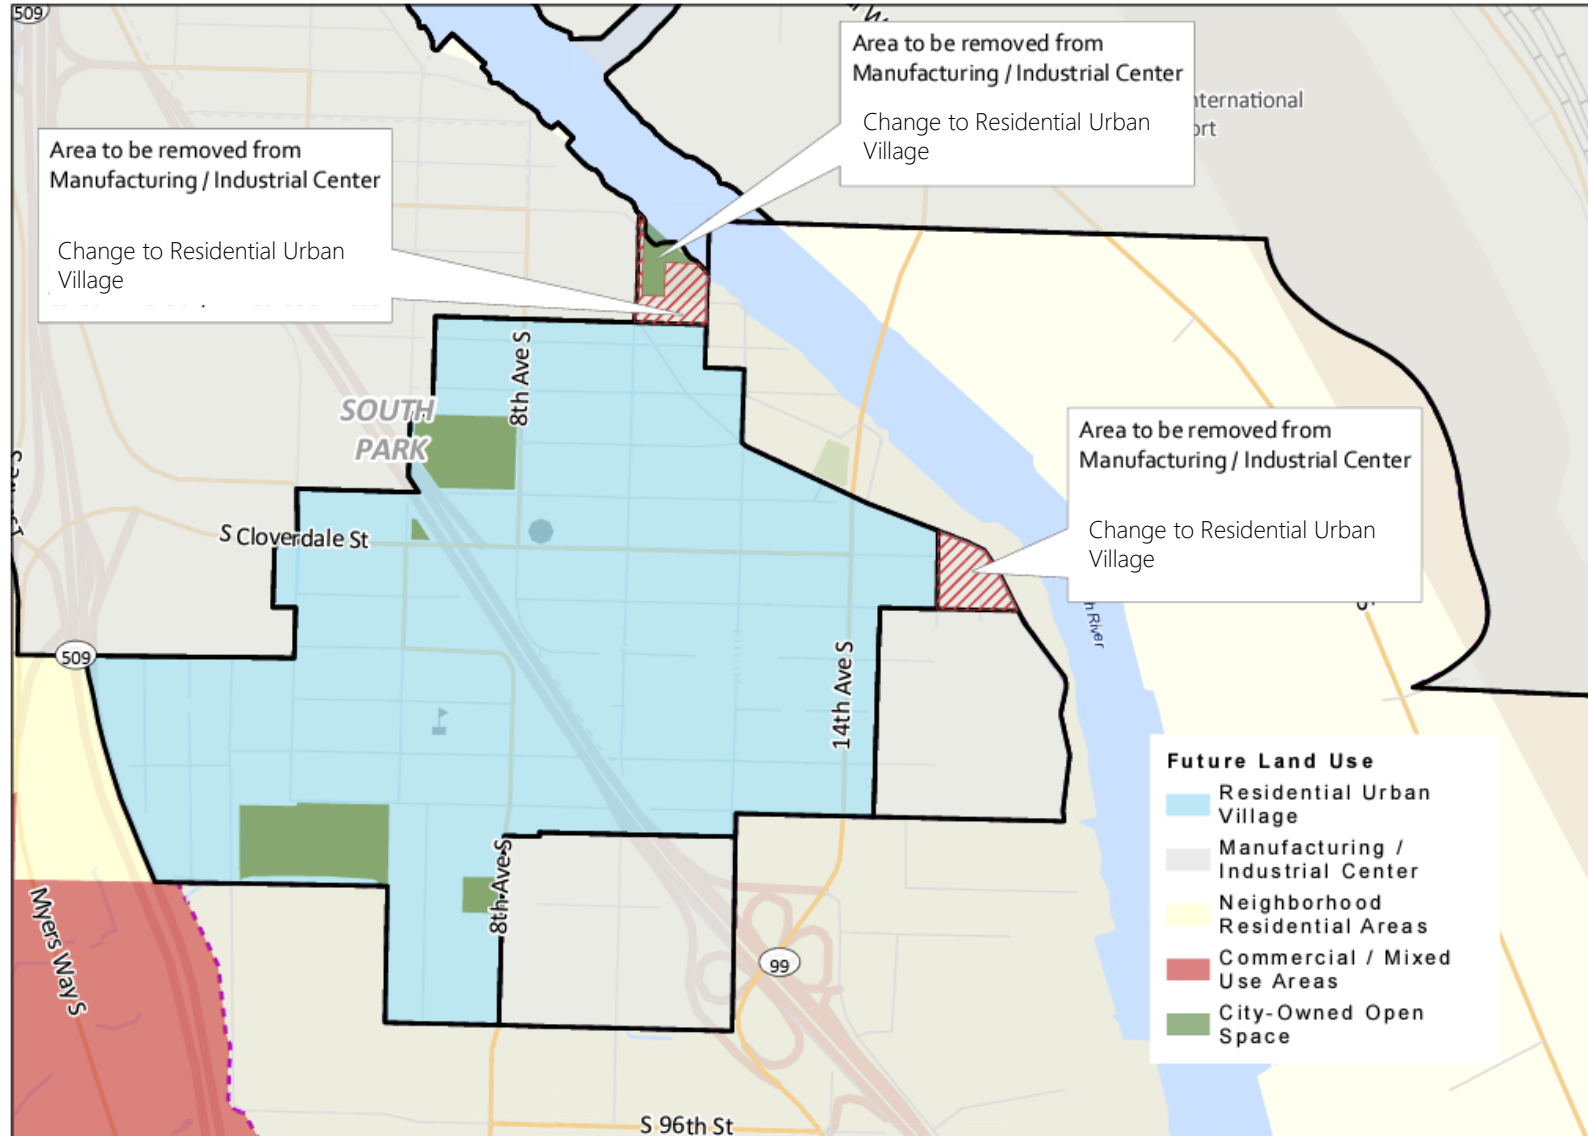 509
Area to be removed from
Manufacturing / Industrial Center
Change to Residential Urban
Village
nternational
ort
Area to be removed from
Manufacturing / Industrial Center
Change to Residential Urban
Village
8th Ave S
SOUTH
PARK
Area to be removed from
Manufacturing / Industrial Center
Change to Residential Urban
Village
S Cloverdale St
S
h River
509
14th Ave S
8th Ave S
Myers Way S
99
S 96th St
Future Land Use
Residential Urban
Village
Manufacturing /
Industrial Center
Neighborhood
Residential Areas
Commercial / Mixed
Use Areas
City-Owned Open
Space